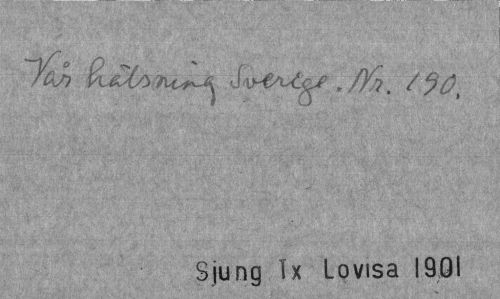 Vår hälsning Sverige. Nr. 190.
Sjung Tx Lovisa 1901